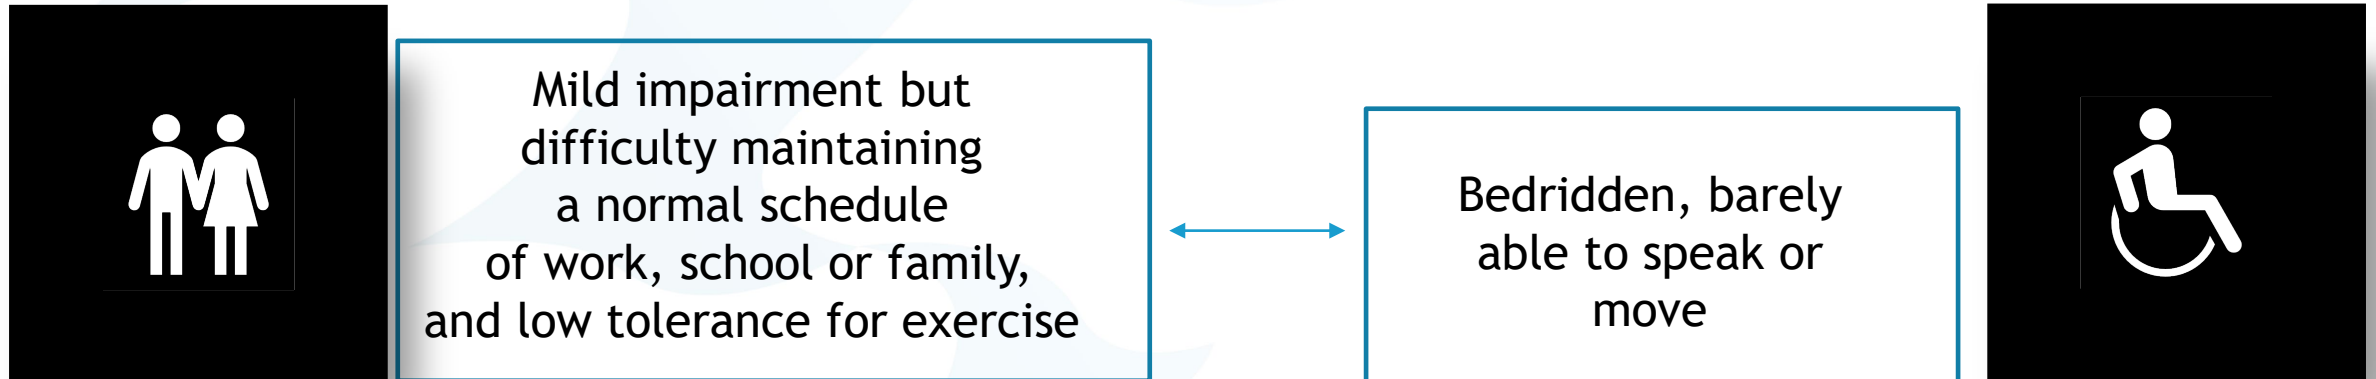 Mild impairment but
difficulty maintaining
a normal schedule
of work, school or family,
and low tolerance for exercise
Bedridden, barely
able to speak or
move